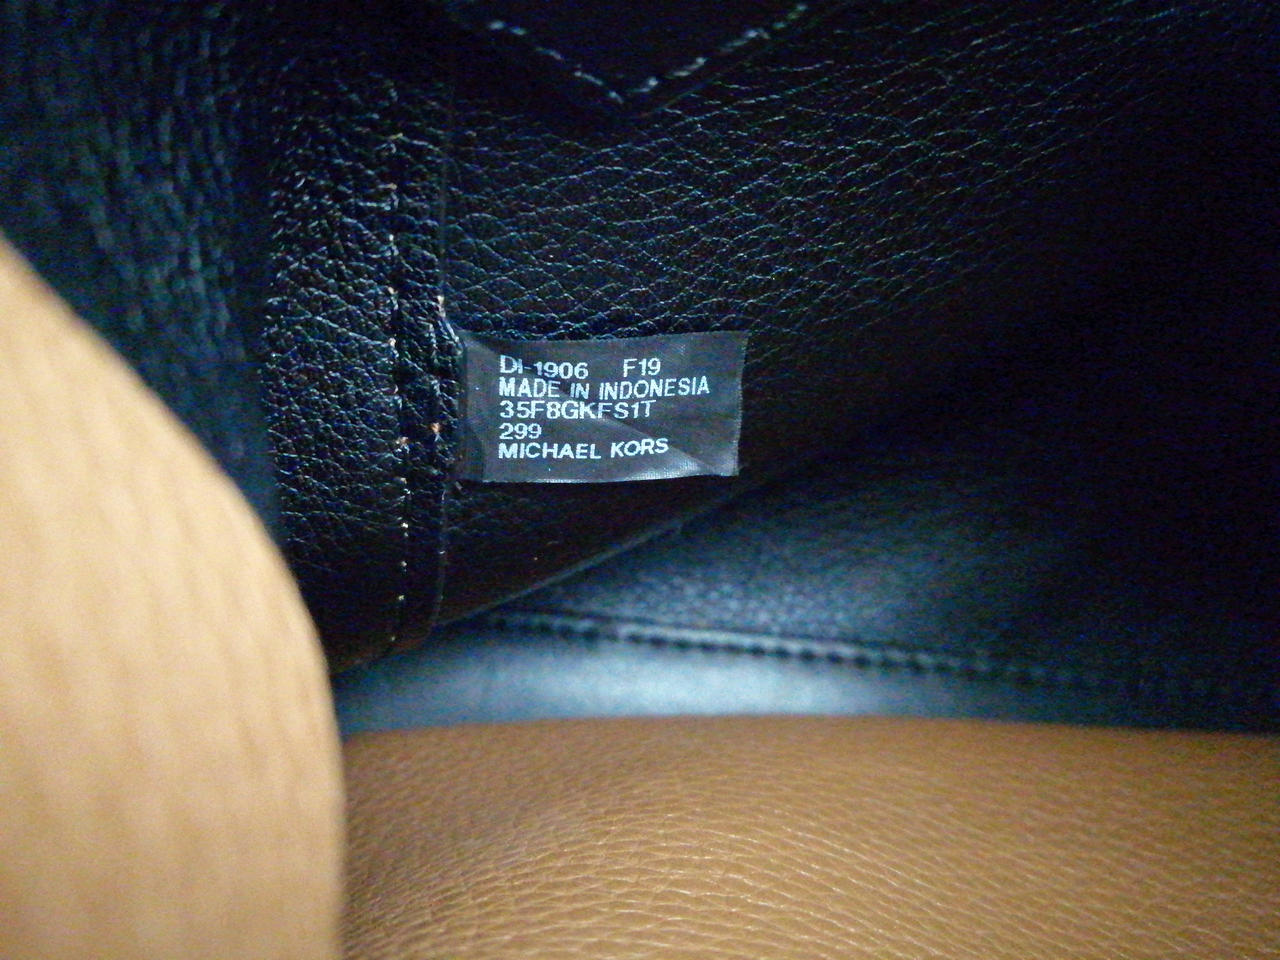 DI-1906 F19
MADE IN INDONESIA
35F8GKFS1T
299
MICHAEL KORS